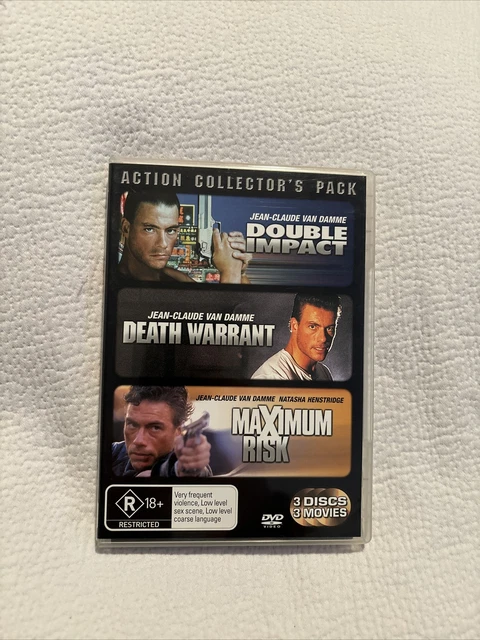 ACTION COLLECTOR'S PACK
JEAN-CLAUDE VAN DAMME
DOUBLE
IMPACT
JEAN-CLAUDE VAN DAMME
DEATH WARRANT
JEAN-CLAUDE VAN DAMME NATASHA HENSTRIDGE
MAXIMUM
RISK
R 18+
RESTRICTED
Very frequent
violence, Low level
sex scene, Low level
coarse language
DVD
VIDEO
3 DISCS
3 MOVIES